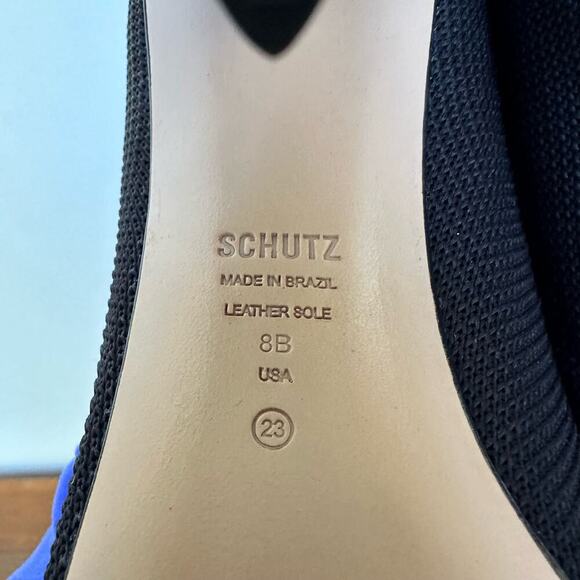 SCHUTZ
MADE IN BRAZIL
LEATHER SOLE
8B
USA
23